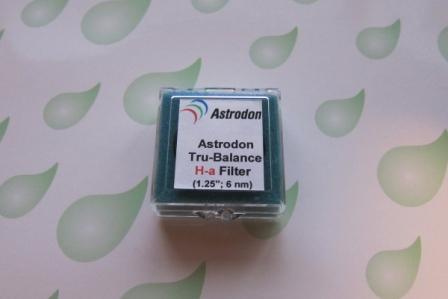 Astrodon
Astrodon
Tru-Balance
H-a Filter
(1.25"; 6 nm)